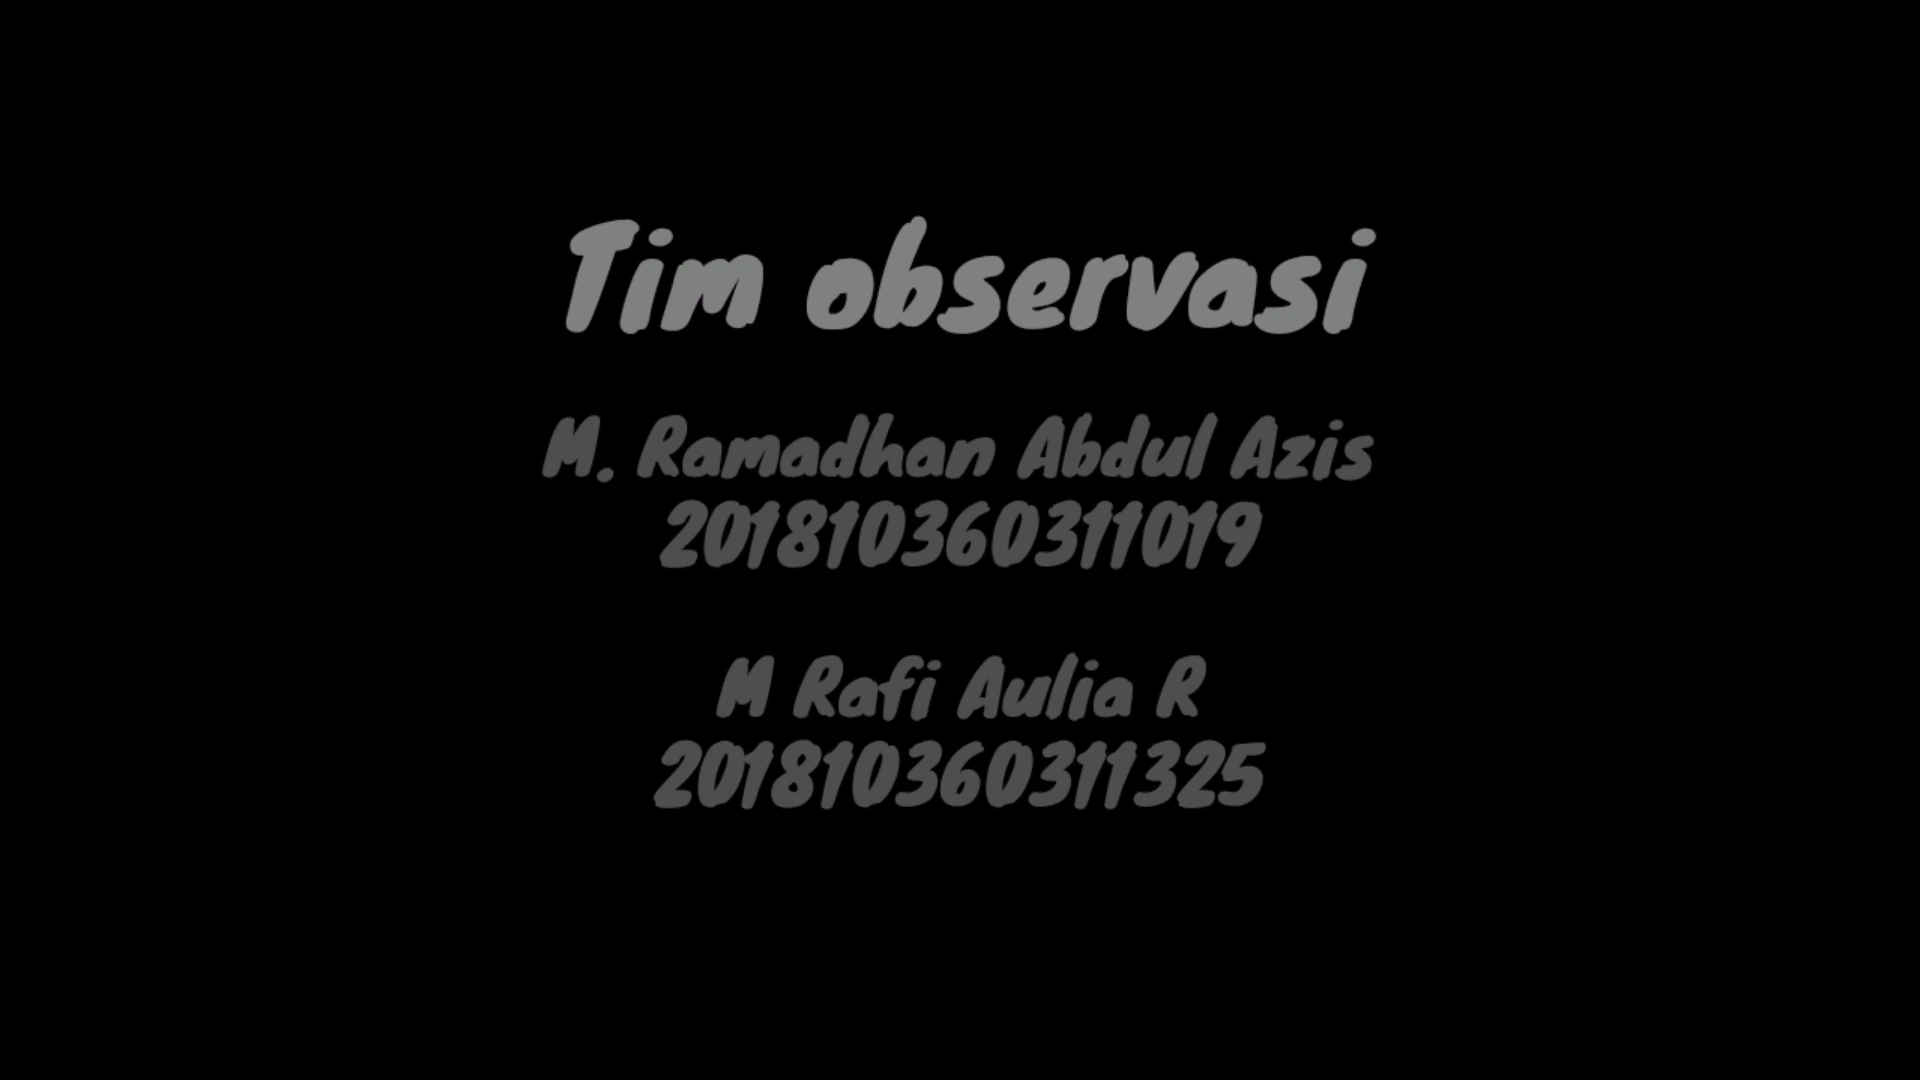 Tim observasi
M. Ramadhan Abdul Azis
201810360311019
M Rafi Aulia R
201810360311325